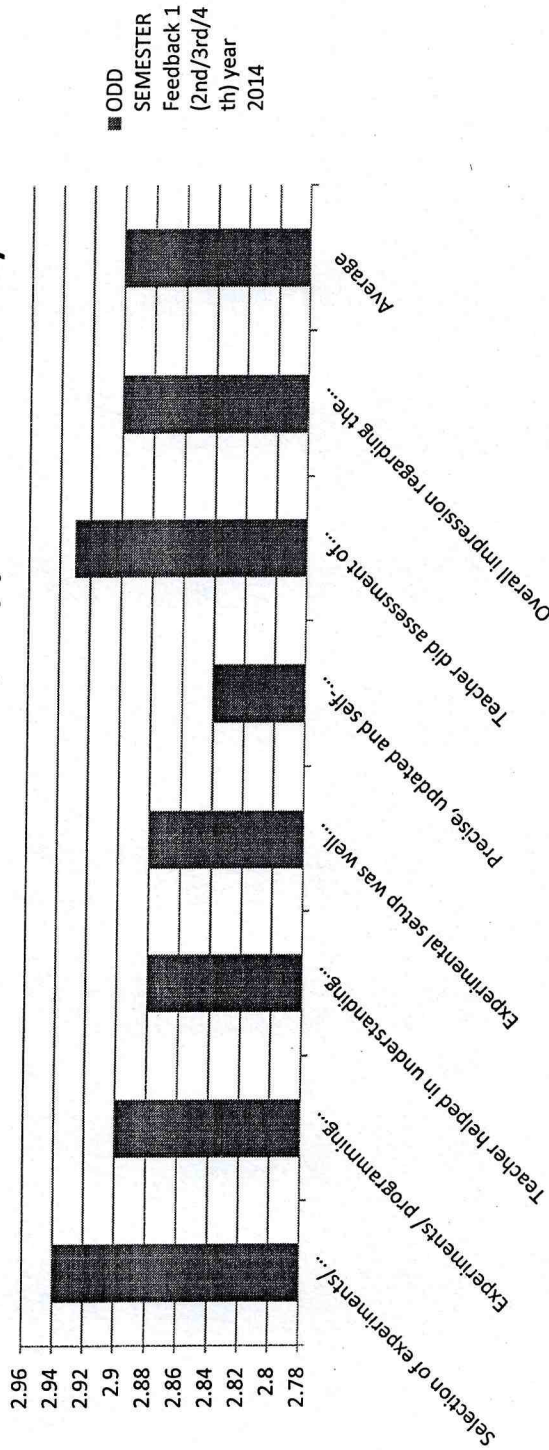 2.96
2.94
2.92
2.9
2.88
2.86
2.84
2.82
2.8
2.78
Selection of experiments/...
Experiments/ programming...
Teacher helped in understanding...
Experimental setup was well...
Precise, updated and self-...
Teacher did assessment of...
Overall impression regarding the...
Average
ODD
SEMESTER
Feedback 1
(2nd/3rd/4
th) year
2014